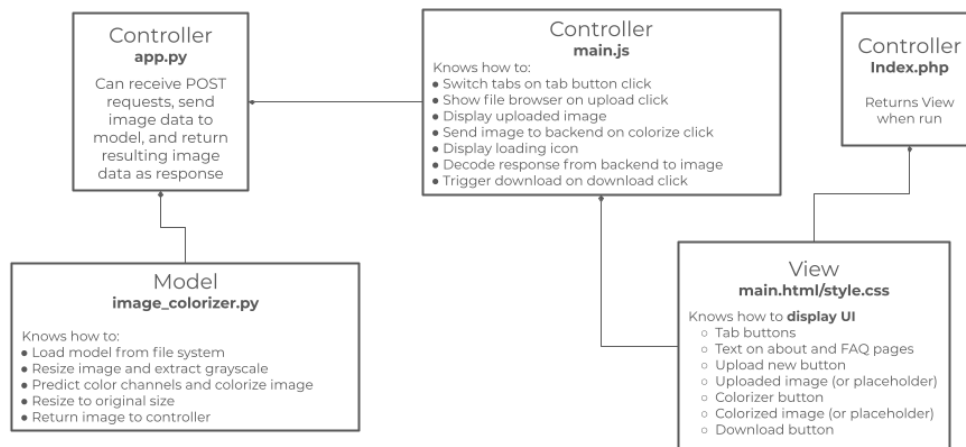 Controller
app.py
Can receive POST
requests, send
image data to
model, and return
resulting image
data as response
Controller
main.js
Knows how to:
● Switch tabs on tab button click
● Show file browser on upload click
● Display uploaded image
● Send image to backend on colorize click
● Display loading icon
● Decode response from backend to image
● Trigger download on download click
Controller
Index.php
Returns View
when run
Model
image_colorizer.py
Knows how to:
● Load model from file system
● Resize image and extract grayscale
● Predict color channels and colorize image
● Resize to original size
● Return image to controller
View
main.html/style.css
Knows how to display UI
○ Tab buttons
○ Text on about and FAQ pages
○ Upload new button
○ Uploaded image (or placeholder)
○ Colorizer button
○ Colorized image (or placeholder)
○ Download button